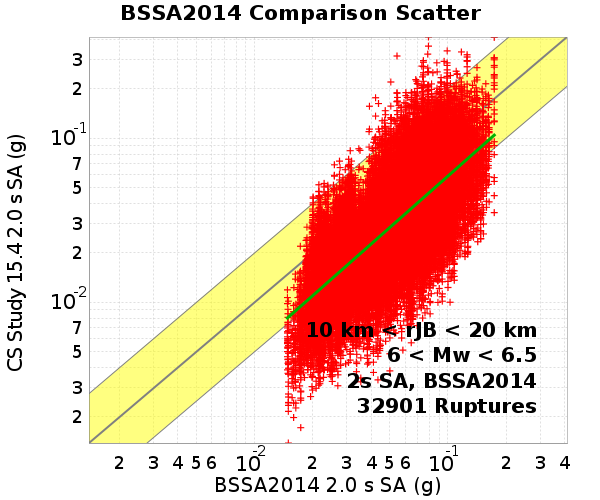 BSSA2014 Comparison Scatter
CS Study 15.4 2.0 s SA (g)
3
2
10-1
7
5
3
2
10-2
7
5
3
2
10 km < rJB < 20 km
6 < Mw < 6.5
2s SA, BSSA2014
32901 Ruptures
2 3 4 5 6 10-2 2 3 4 5 6 10-1 2 3 4
BSSA2014 2.0 s SA (g)